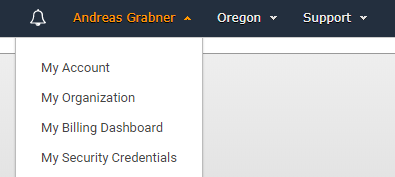 Andreas Grabner Oregon Support
My Account
My Organization
My Billing Dashboard
My Security Credentials